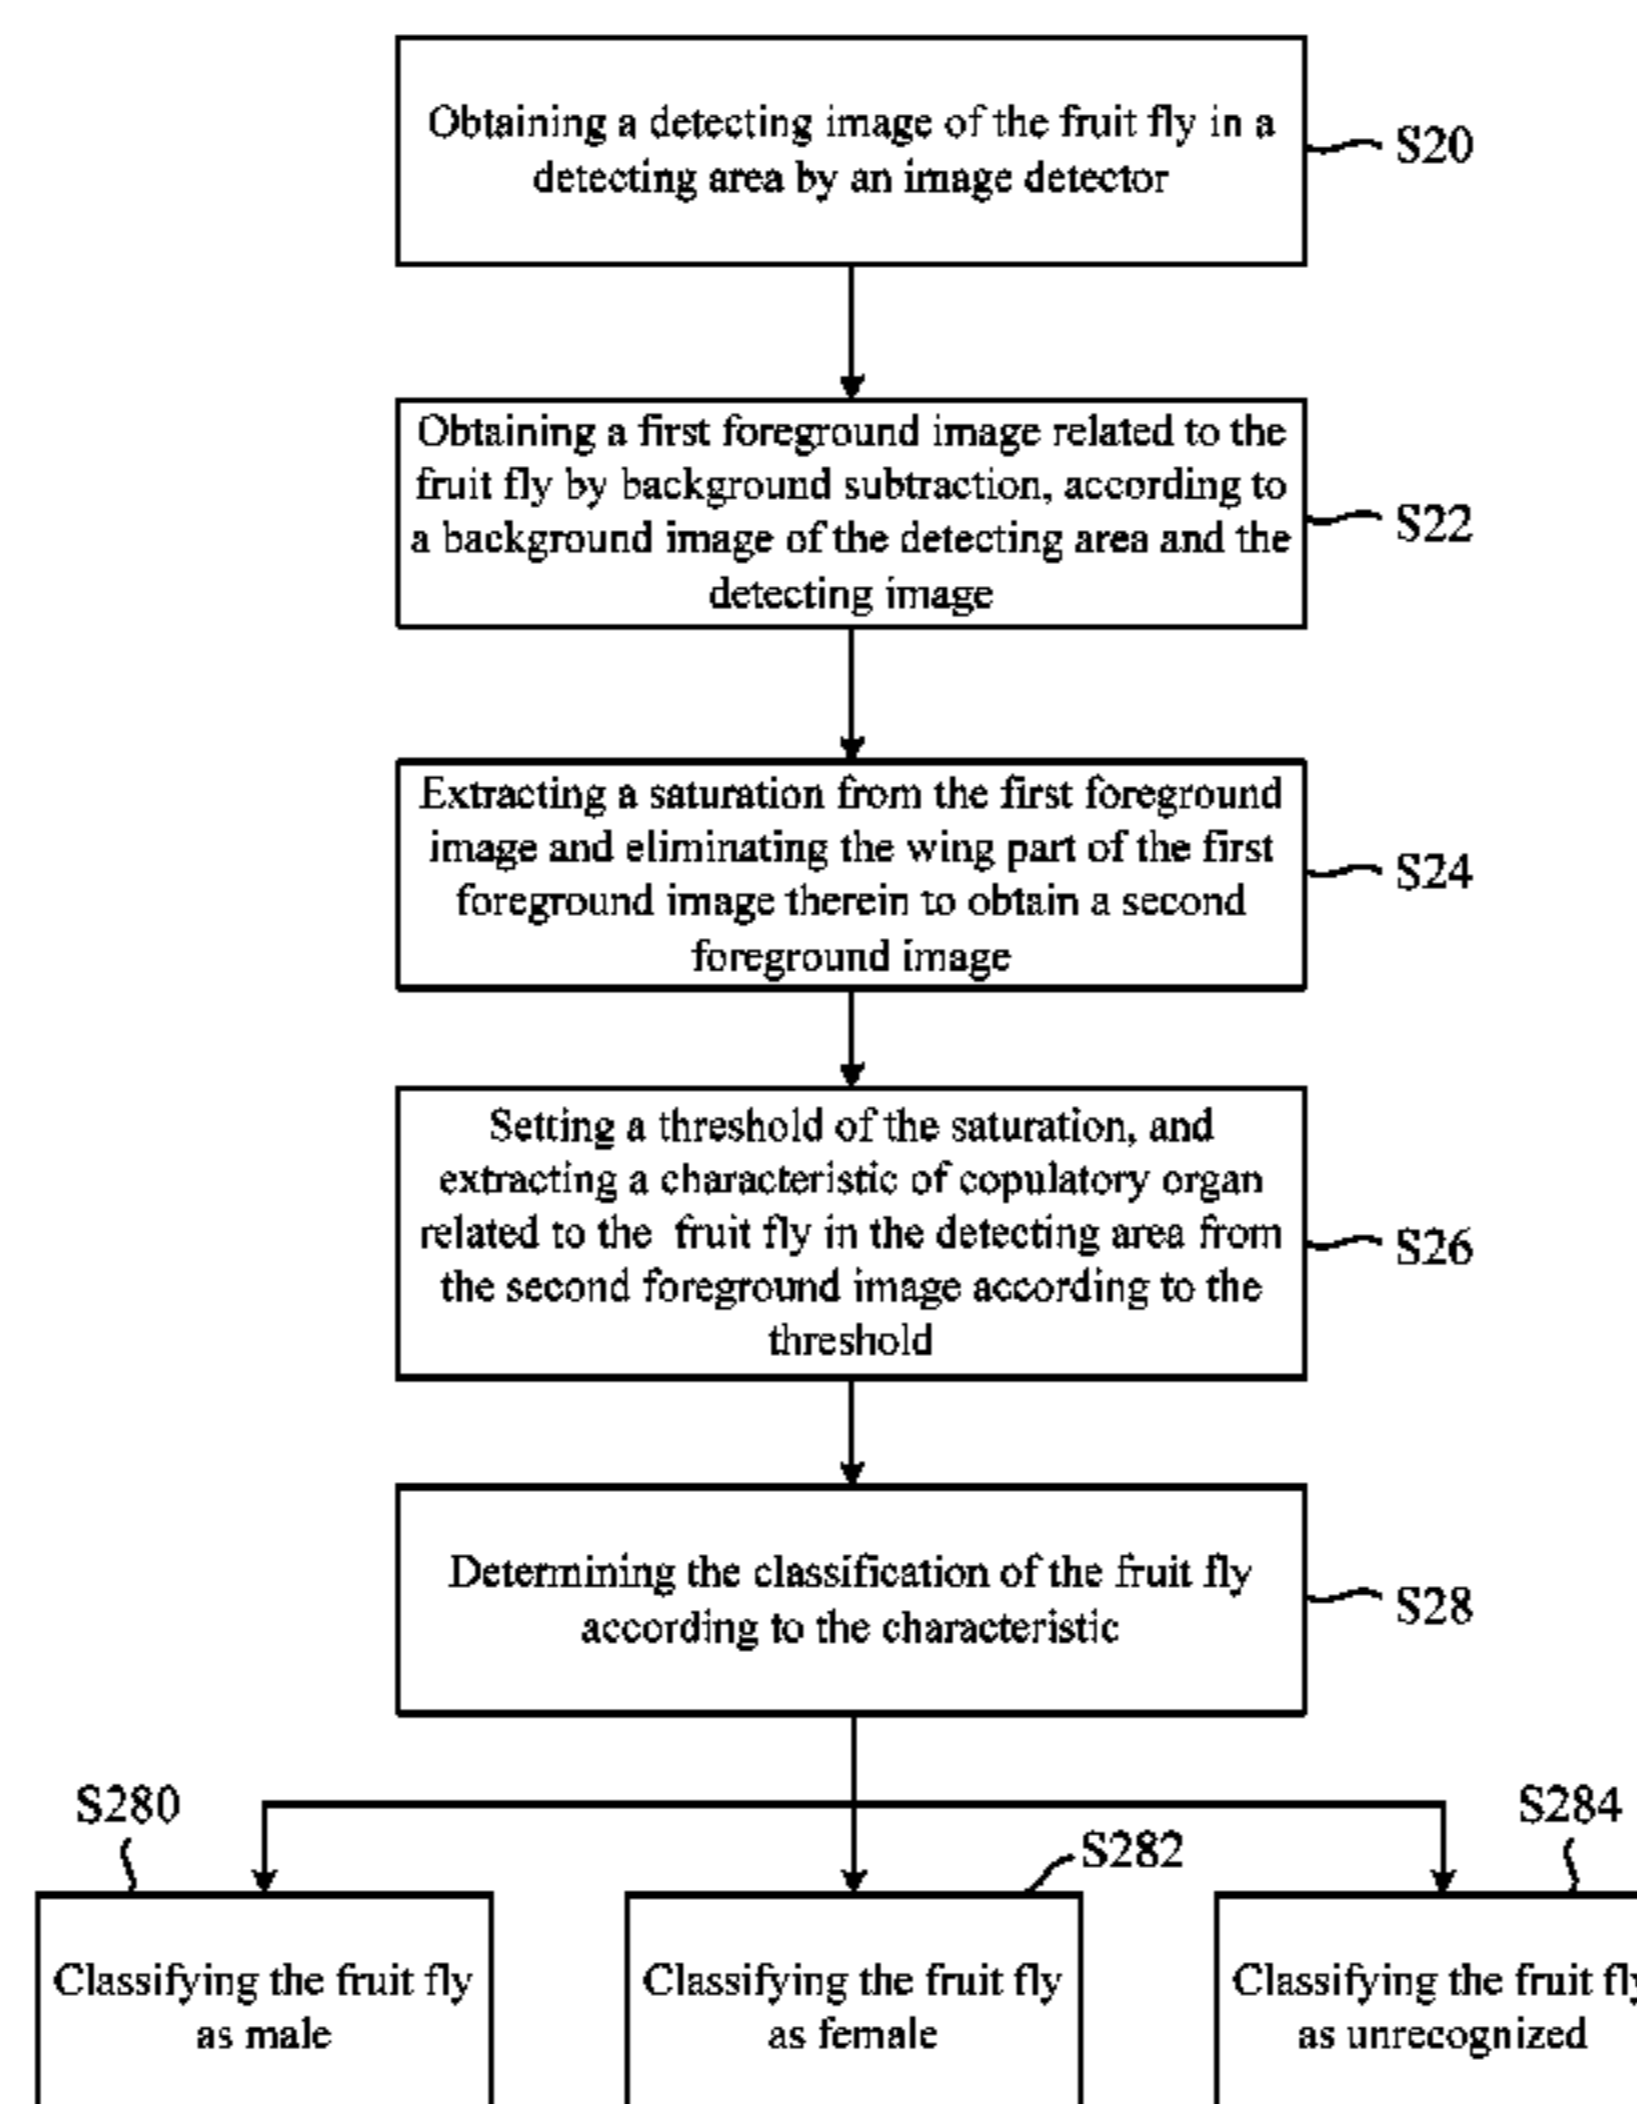 Obtaining a detecting image of the fruit fly in a
detecting area by an image detector
S20
Obtaining a first foreground image related to the
fruit fly by background subtraction, according to
a background image of the detecting area and the
detecting image
S22
Extracting a saturation from the first foreground
image and eliminating the wing part of the first
foreground image therein to obtain a second
foreground image
S24
Setting a threshold of the saturation, and
extracting a characteristic of copulatory organ
related to the fruit fly in the detecting area from
the second foreground image according to the
threshold
S26
Determining the classification of the fruit fly
according to the characteristic
S28
S280
Classifying the fruit fly
as male
S282
Classifying the fruit fly
as female
S284
Classifying the fruit fly
as unrecognized